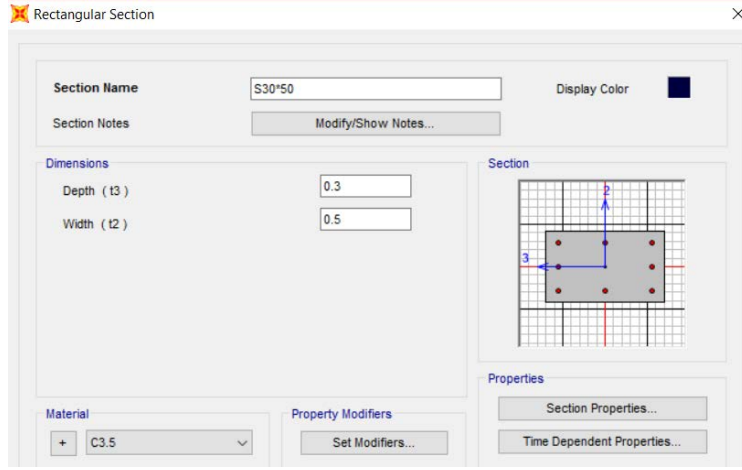 Rectangular Section
Section Name S30*50 Display Color
Section Notes Modify/Show Notes...
Dimensions
Depth ( t3 ) 0.3
Width ( t2 ) 0.5
Section
2
3
Properties
Section Properties...
Time Dependent Properties...
Material
+ C3.5
Property Modifiers
Set Modifiers...